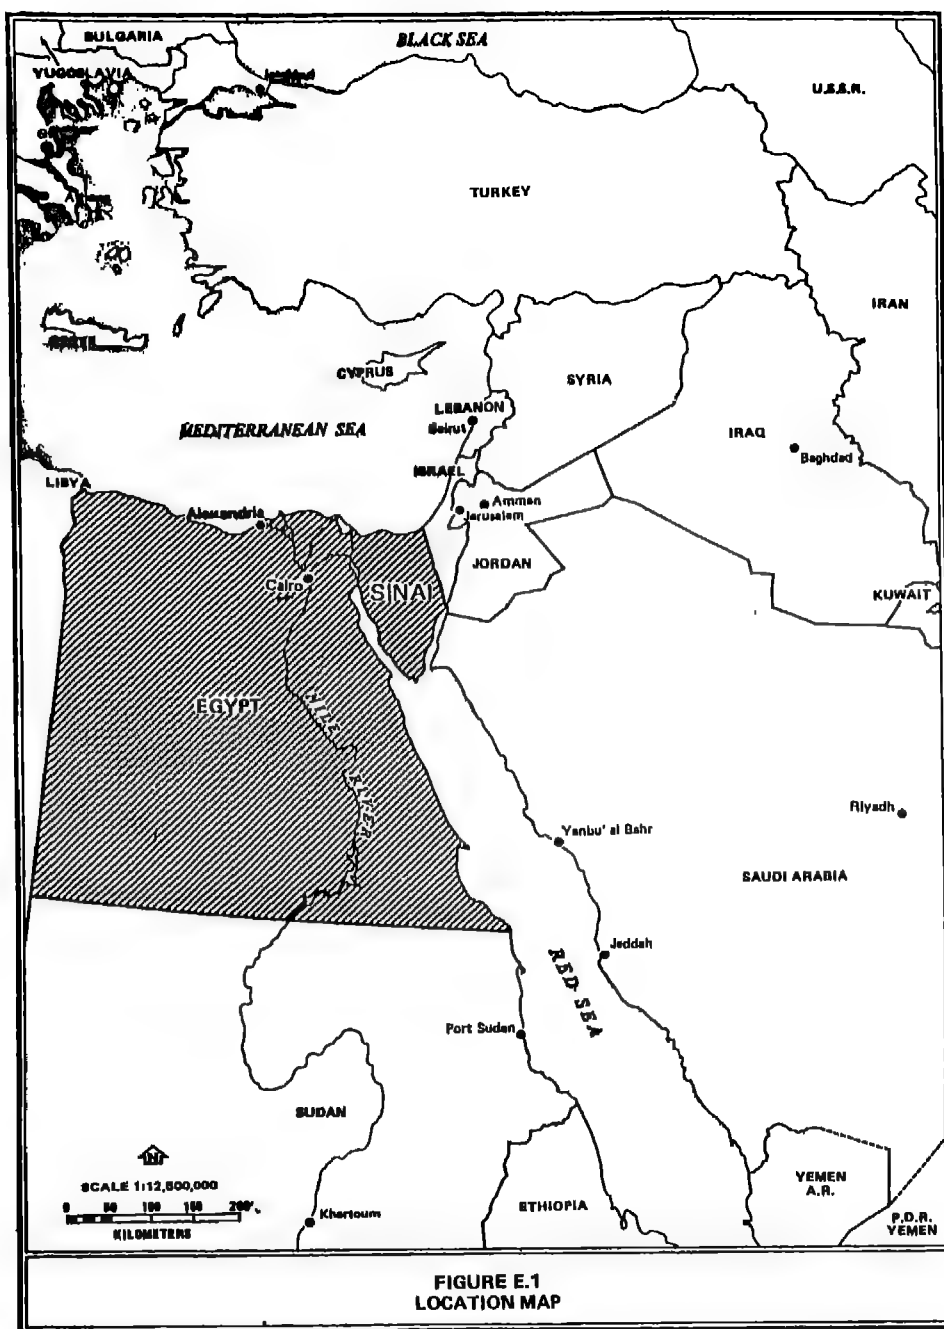 BULGARIA
BLACK SEA
YUGOSLAVIA
Istanbul
U.S.S.R.
TURKEY
IRAN
CRETE
CYPRUS
SYRIA
LEBANON
Beirut
MEDITERRANEAN SEA
IRAQ
Baghdad
ISRAEL
LIBYA
Amman
Jerusalem
Alexandria
JORDAN
Cairo
SINAI
KUWAIT
EGYPT
NILE RIVER
Riyadh
Yanbu' al Bahr
SAUDI ARABIA
Jeddah
RED SEA
Port Sudan
SUDAN
N
SCALE 1:12,500,000
0 50 100 150 200
KILOMETERS
Khartoum
ETHIOPIA
YEMEN
A.R.
P.D.R.
YEMEN
FIGURE E.1
LOCATION MAP